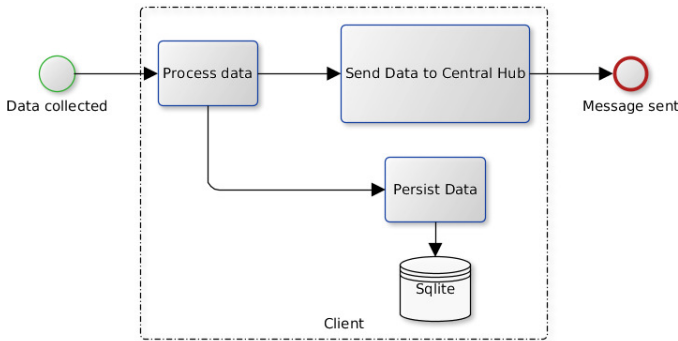 Process data
Send Data to Central Hub
Data collected
Message sent
Persist Data
Sqlite
Client